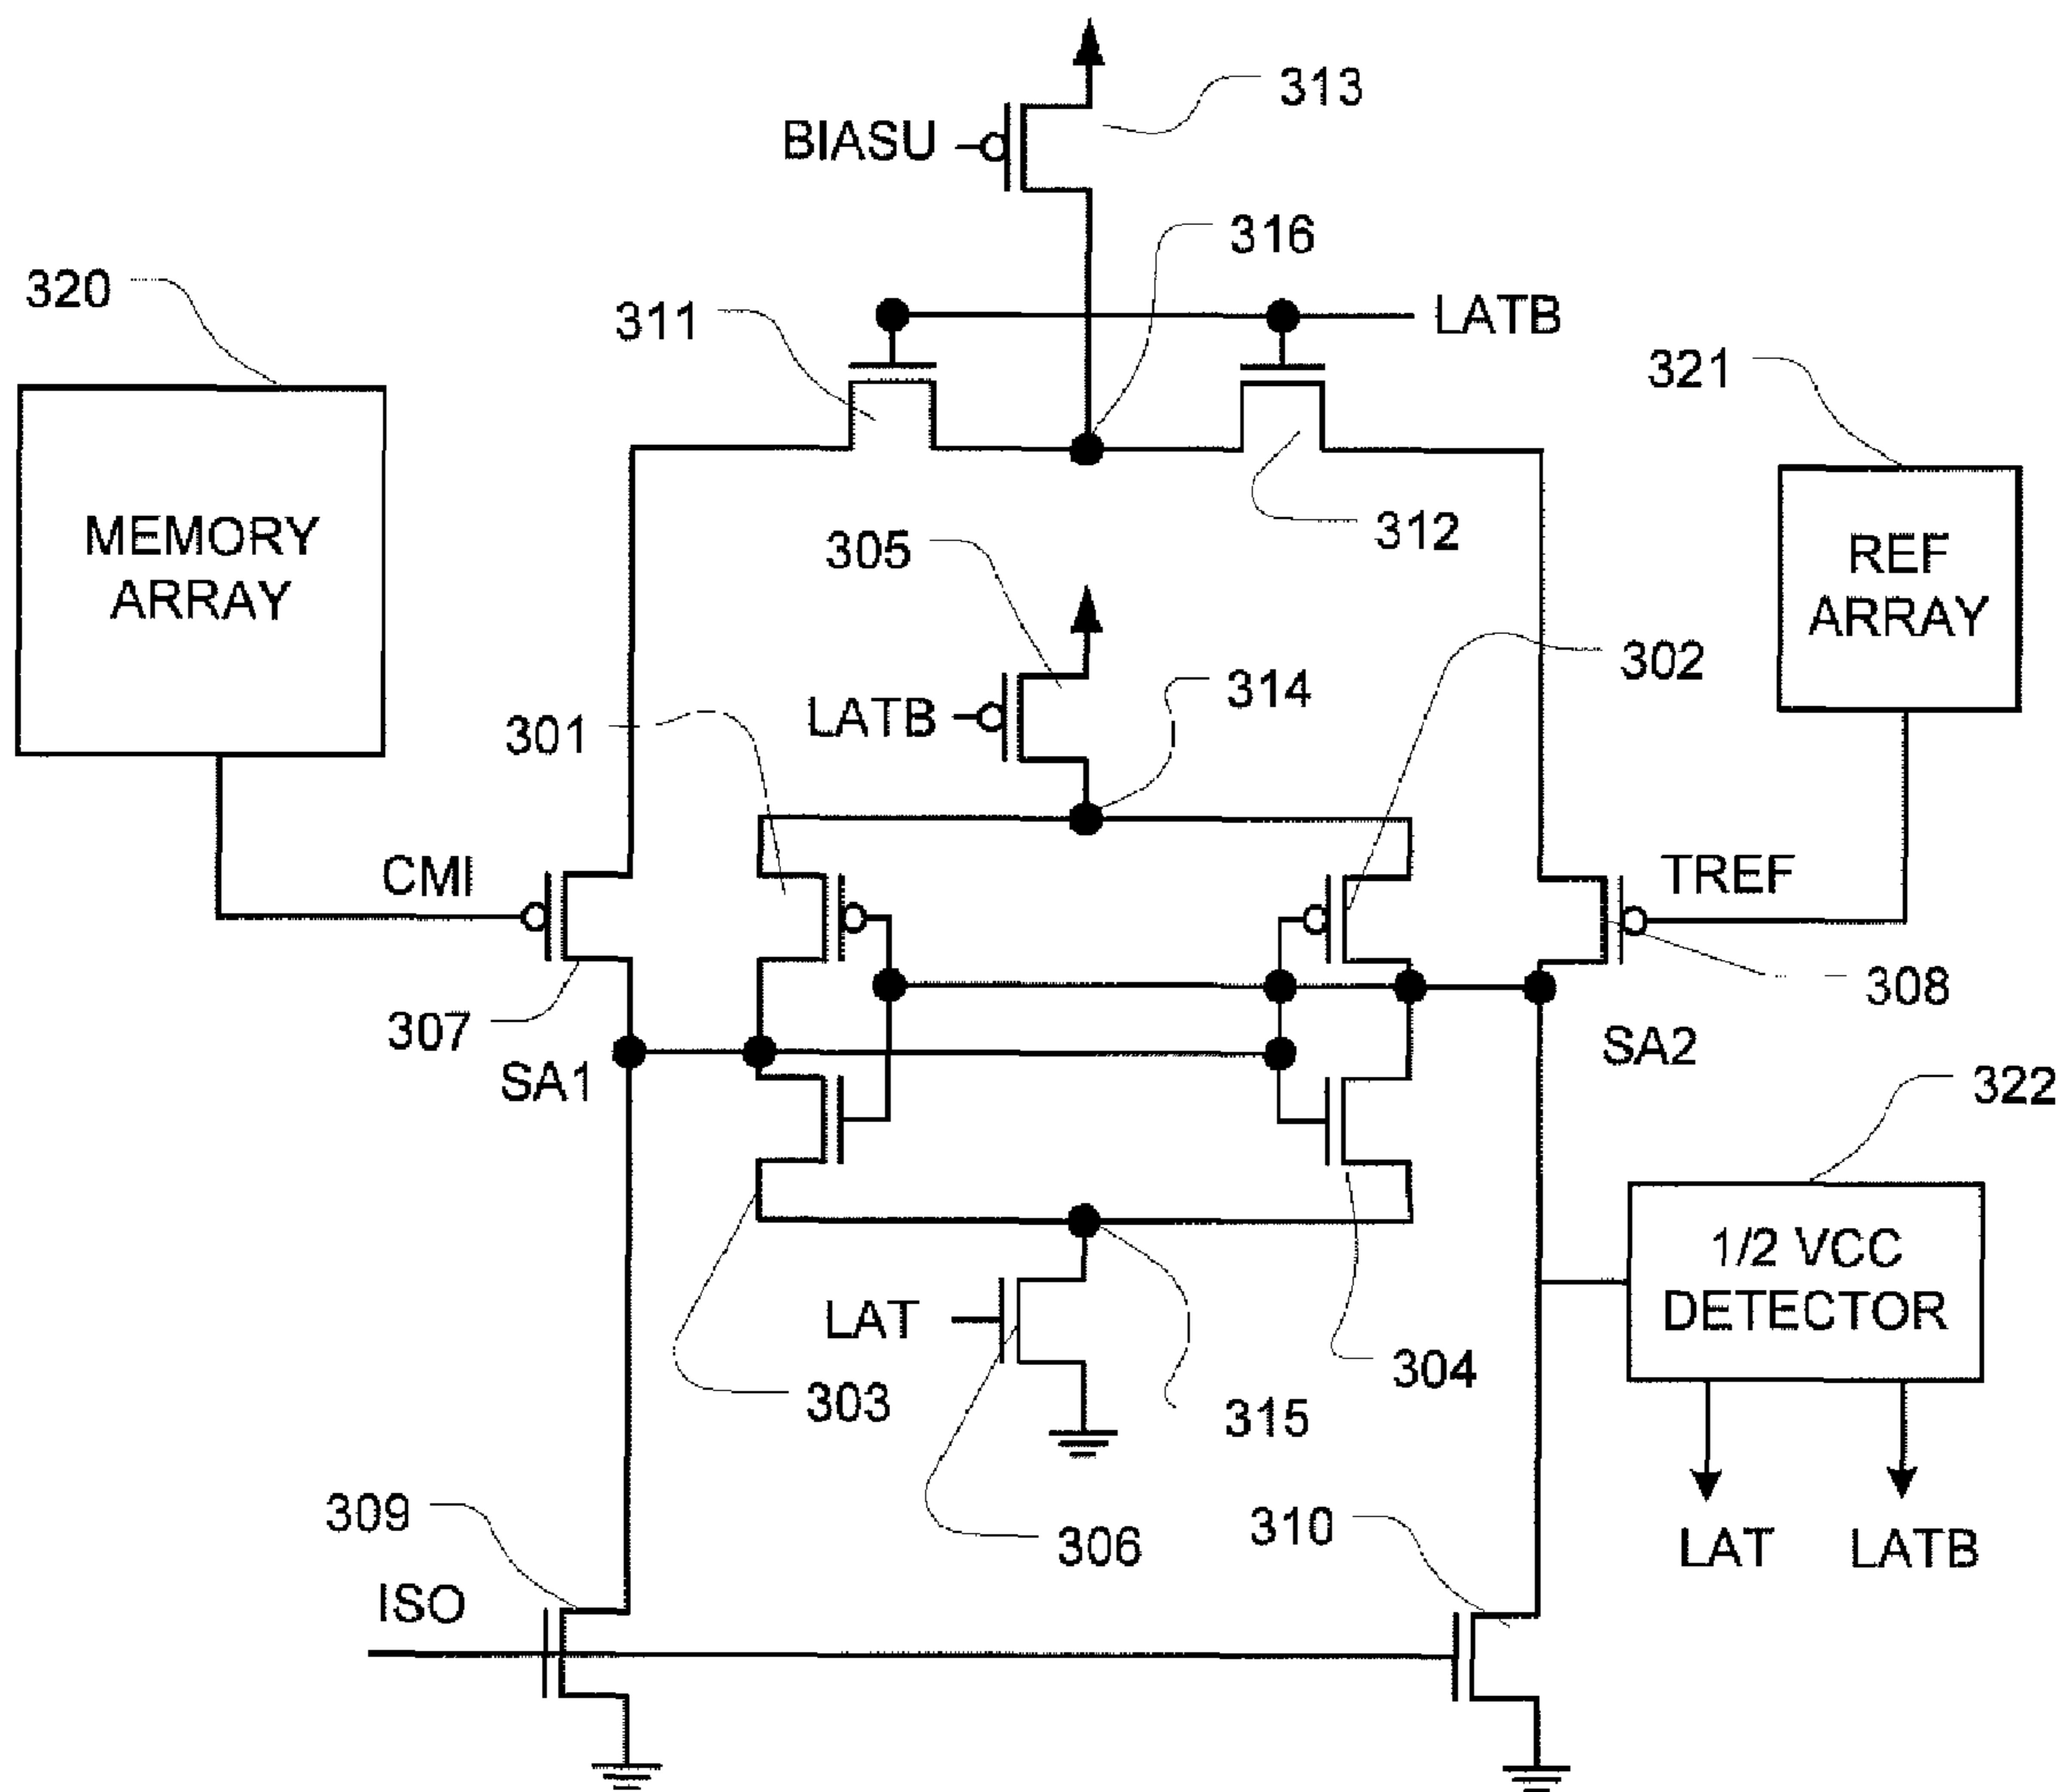 313
BIASU
316
320
311
LATB
321
MEMORY
ARRAY
312
REF
ARRAY
305
302
LATB
314
301
CMI
TREF
307
308
SA1
SA2
322
1/2 VCC
DETECTOR
LAT
304
303
315
309
306
310
LAT
LATB
ISO